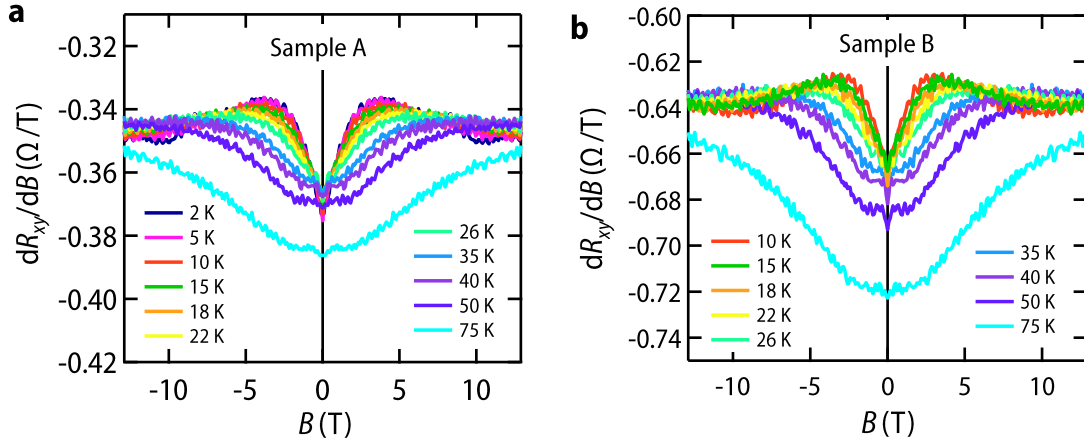 a
Sample A
-0.32
-0.34
-0.36
-0.38
-0.40
-0.42
dRxy/dB (Ω/T)
2 K
5 K
10 K
15 K
18 K
22 K
26 K
35 K
40 K
50 K
75 K
-10
-5
0
5
10
B (T)
b
Sample B
-0.60
-0.62
-0.64
-0.66
-0.68
-0.70
-0.72
-0.74
dRxy/dB (Ω/T)
10 K
15 K
18 K
22 K
26 K
35 K
40 K
50 K
75 K
-10
-5
0
5
10
B (T)